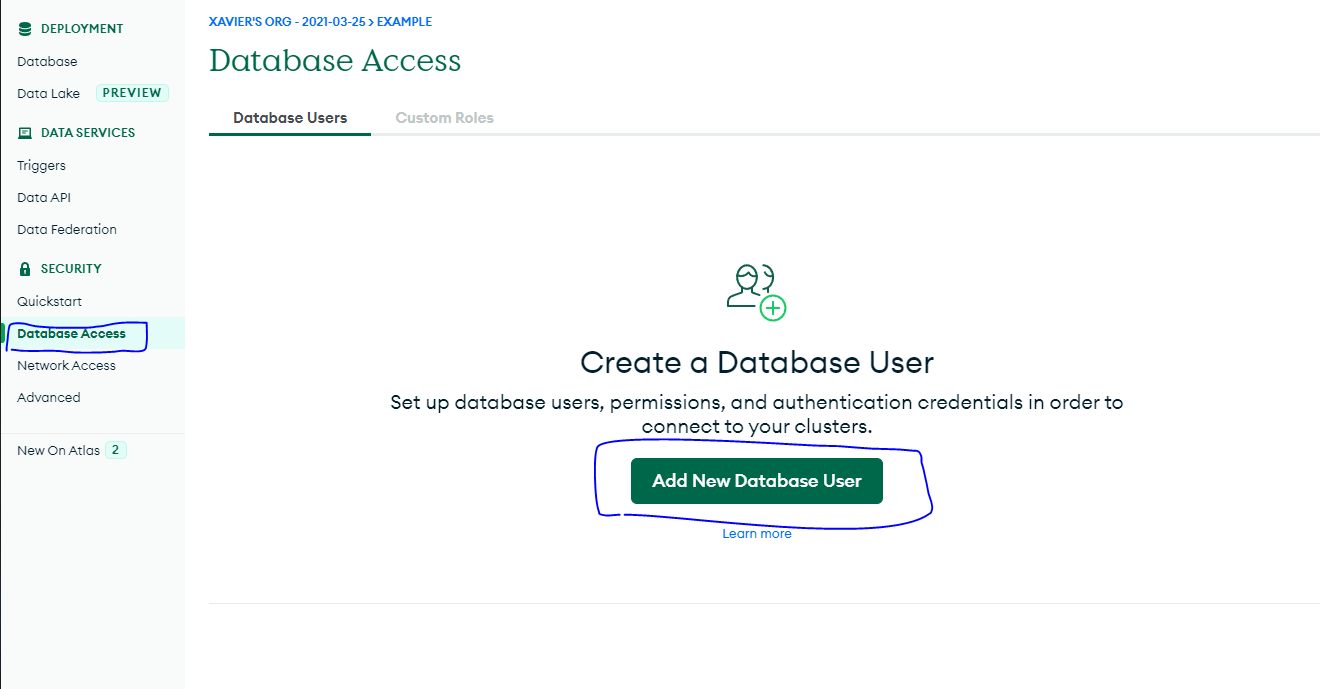 DEPLOYMENT
Database
Data Lake PREVIEW
DATA SERVICES
Triggers
Data API
Data Federation
SECURITY
Quickstart
Database Access
Network Access
Advanced
New On Atlas 2
XAVIER'S ORG - 2021-03-25 > EXAMPLE
Database Access
Database Users Custom Roles
Create a Database User
Set up database users, permissions, and authentication credentials in order to
connect to your clusters.
Add New Database User
Learn more